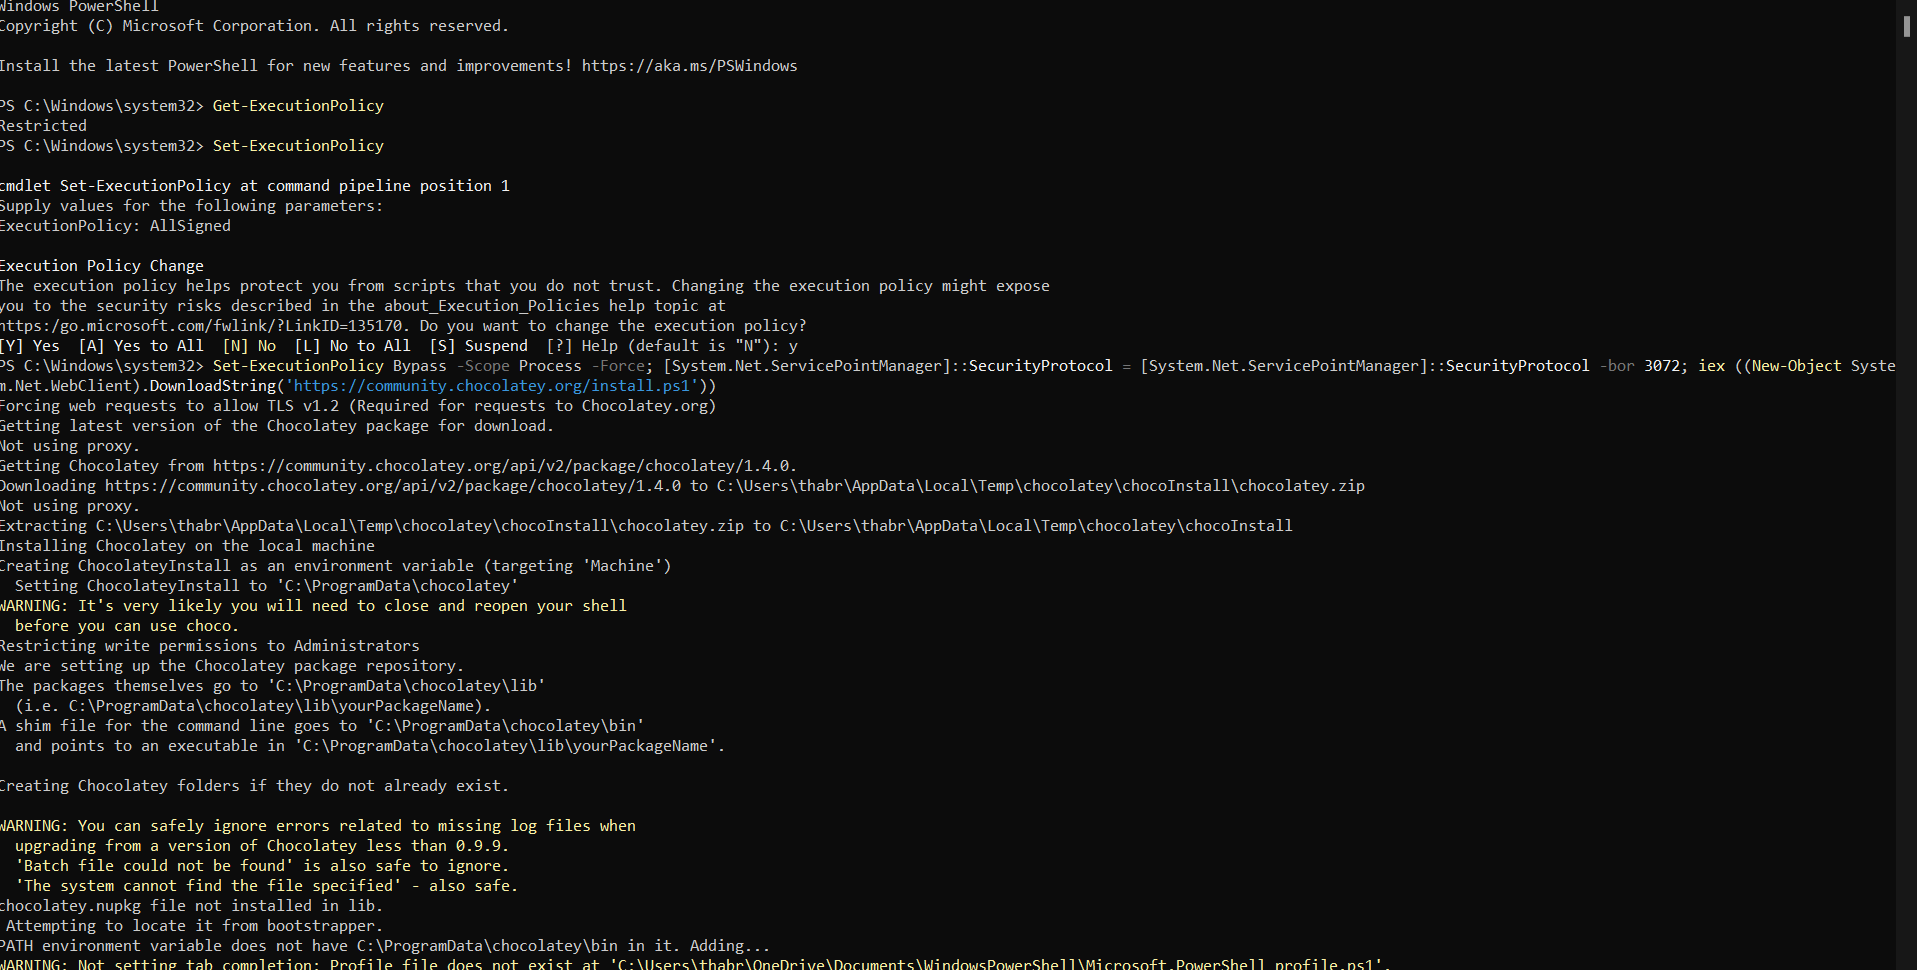 Windows PowerShell
Copyright (C) Microsoft Corporation. All rights reserved.
Install the latest PowerShell for new features and improvements! https://aka.ms/PSWindows
PS C:\Windows\system32> Get-ExecutionPolicy
Restricted
PS C:\Windows\system32> Set-ExecutionPolicy
cmdlet Set-ExecutionPolicy at command pipeline position 1
Supply values for the following parameters:
ExecutionPolicy: AllSigned
Execution Policy Change
The execution policy helps protect you from scripts that you do not trust. Changing the execution policy might expose
you to the security risks described in the about_Execution_Policies help topic at
https:/go.microsoft.com/fwlink/?LinkID=135170. Do you want to change the execution policy?
[Y] Yes  [A] Yes to All  [N] No  [L] No to All  [S] Suspend  [?] Help (default is "N"): y
PS C:\Windows\system32> Set-ExecutionPolicy Bypass -Scope Process -Force; [System.Net.ServicePointManager]::SecurityProtocol = [System.Net.ServicePointManager]::SecurityProtocol -bor 3072; iex ((New-Object Syste
m.Net.WebClient).DownloadString('https://community.chocolatey.org/install.ps1'))
Forcing web requests to allow TLS v1.2 (Required for requests to Chocolatey.org)
Getting latest version of the Chocolatey package for download.
Not using proxy.
Getting Chocolatey from https://community.chocolatey.org/api/v2/package/chocolatey/1.4.0.
Downloading https://community.chocolatey.org/api/v2/package/chocolatey/1.4.0 to C:\Users\thabr\AppData\Local\Temp\chocolatey\chocoInstall\chocolatey.zip
Not using proxy.
Extracting C:\Users\thabr\AppData\Local\Temp\chocolatey\chocoInstall\chocolatey.zip to C:\Users\thabr\AppData\Local\Temp\chocolatey\chocoInstall
Installing Chocolatey on the local machine
Creating ChocolateyInstall as an environment variable (targeting 'Machine')
  Setting ChocolateyInstall to 'C:\ProgramData\chocolatey'
WARNING: It's very likely you will need to close and reopen your shell
  before you can use choco.
Restricting write permissions to Administrators
We are setting up the Chocolatey package repository.
The packages themselves go to 'C:\ProgramData\chocolatey\lib'
  (i.e. C:\ProgramData\chocolatey\lib\yourPackageName).
A shim file for the command line goes to 'C:\ProgramData\chocolatey\bin'
  and points to an executable in 'C:\ProgramData\chocolatey\lib\yourPackageName'.
Creating Chocolatey folders if they do not already exist.
WARNING: You can safely ignore errors related to missing log files when
  upgrading from a version of Chocolatey less than 0.9.9.
  'Batch file could not be found' is also safe to ignore.
  'The system cannot find the file specified' - also safe.
chocolatey.nupkg file not installed in lib.
 Attempting to locate it from bootstrapper.
PATH environment variable does not have C:\ProgramData\chocolatey\bin in it. Adding...
WARNING: Not setting tab completion: Profile file does not exist at 'C:\Users\thabr\OneDrive\Documents\WindowsPowerShell\Microsoft.PowerShell_profile.ps1'.